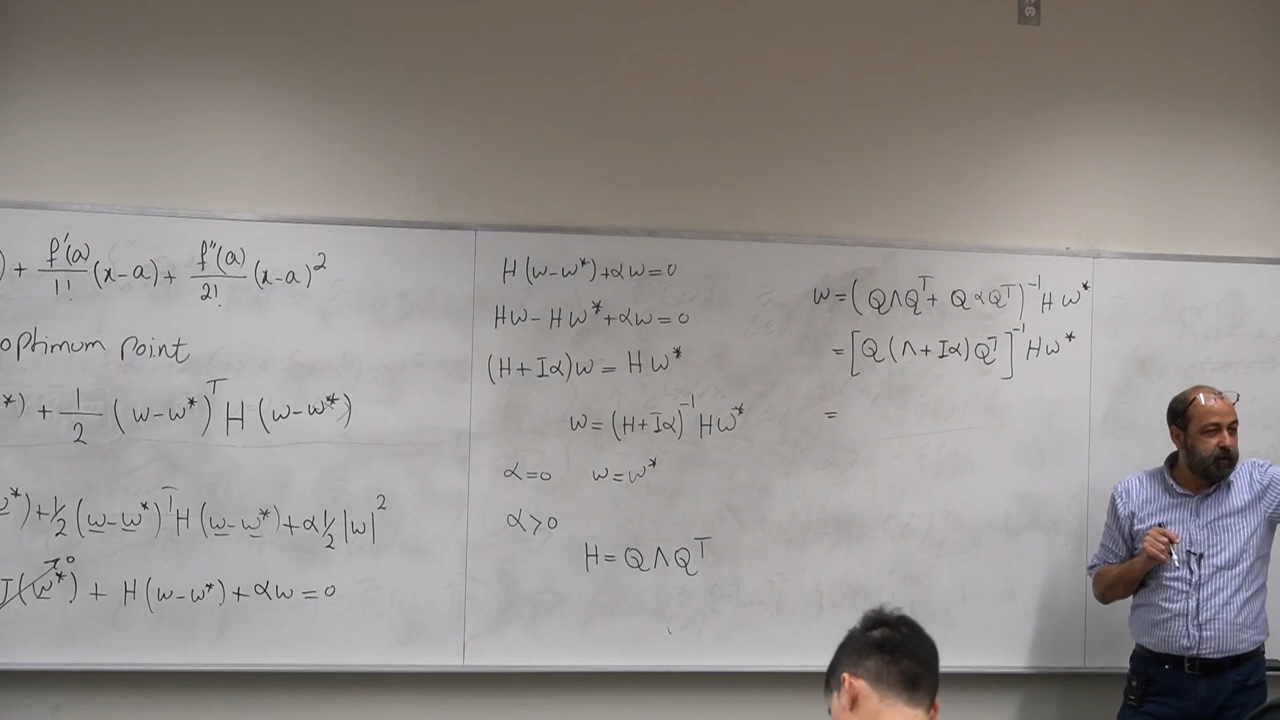 ) + f'(a)/1! (x-a) + f''(a)/2! (x-a)^2
optimum point
*) + 1/2 (w-w*)^T H (w-w*)
w*) + 1/2 (w-w*)^T H (w-w*) + α 1/2 |w|^2
J(w*) →0 + H(w-w*) + αw = 0
H(w-w*)+αw=0
Hw-Hw*+αw=0
(H+Iα)w = Hw*
w=(H+Iα)^-1 Hw*
α=0 w=w*
α>0
H=QΛQ^T
w=(QΛQ^T + QαQ^T)^-1 Hw*
=[Q(Λ+Iα)Q^T]^-1 Hw*
=